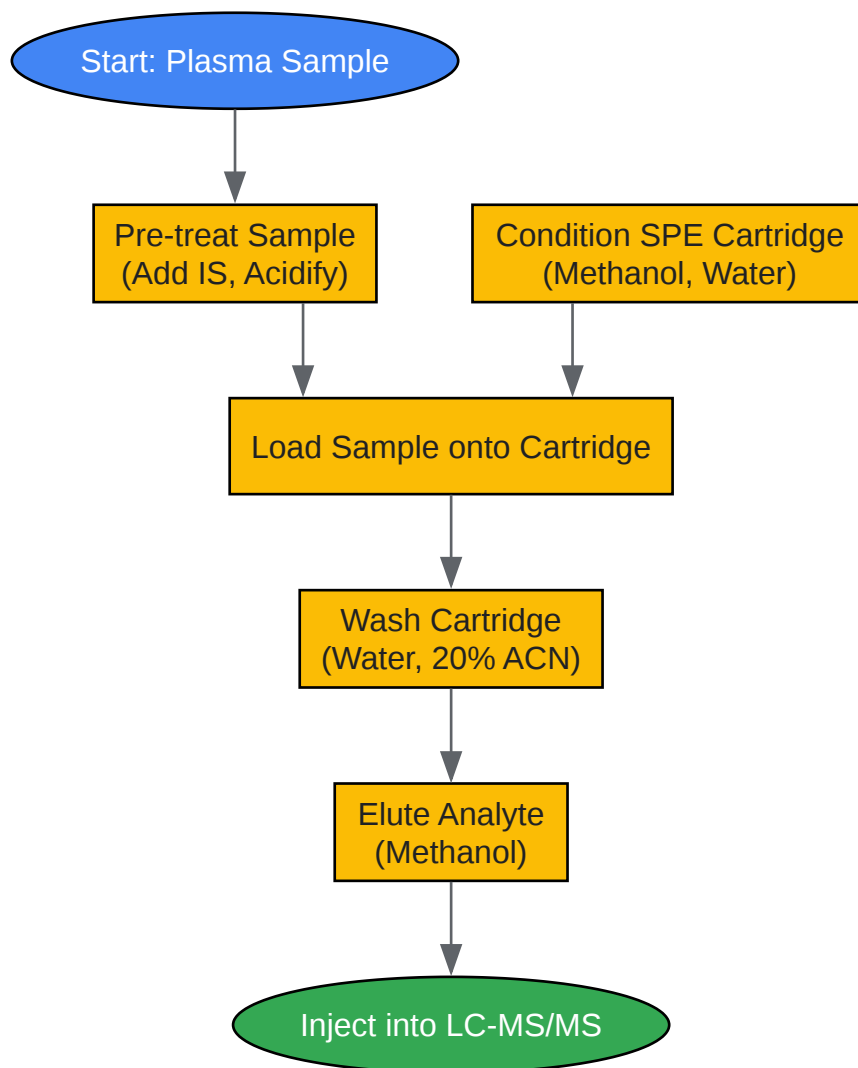 Start: Plasma Sample
Pre-treat Sample
(Add IS, Acidify)
Condition SPE Cartridge
(Methanol, Water)
Load Sample onto Cartridge
Wash Cartridge
(Water, 20% ACN)
Elute Analyte
(Methanol)
Inject into LC-MS/MS